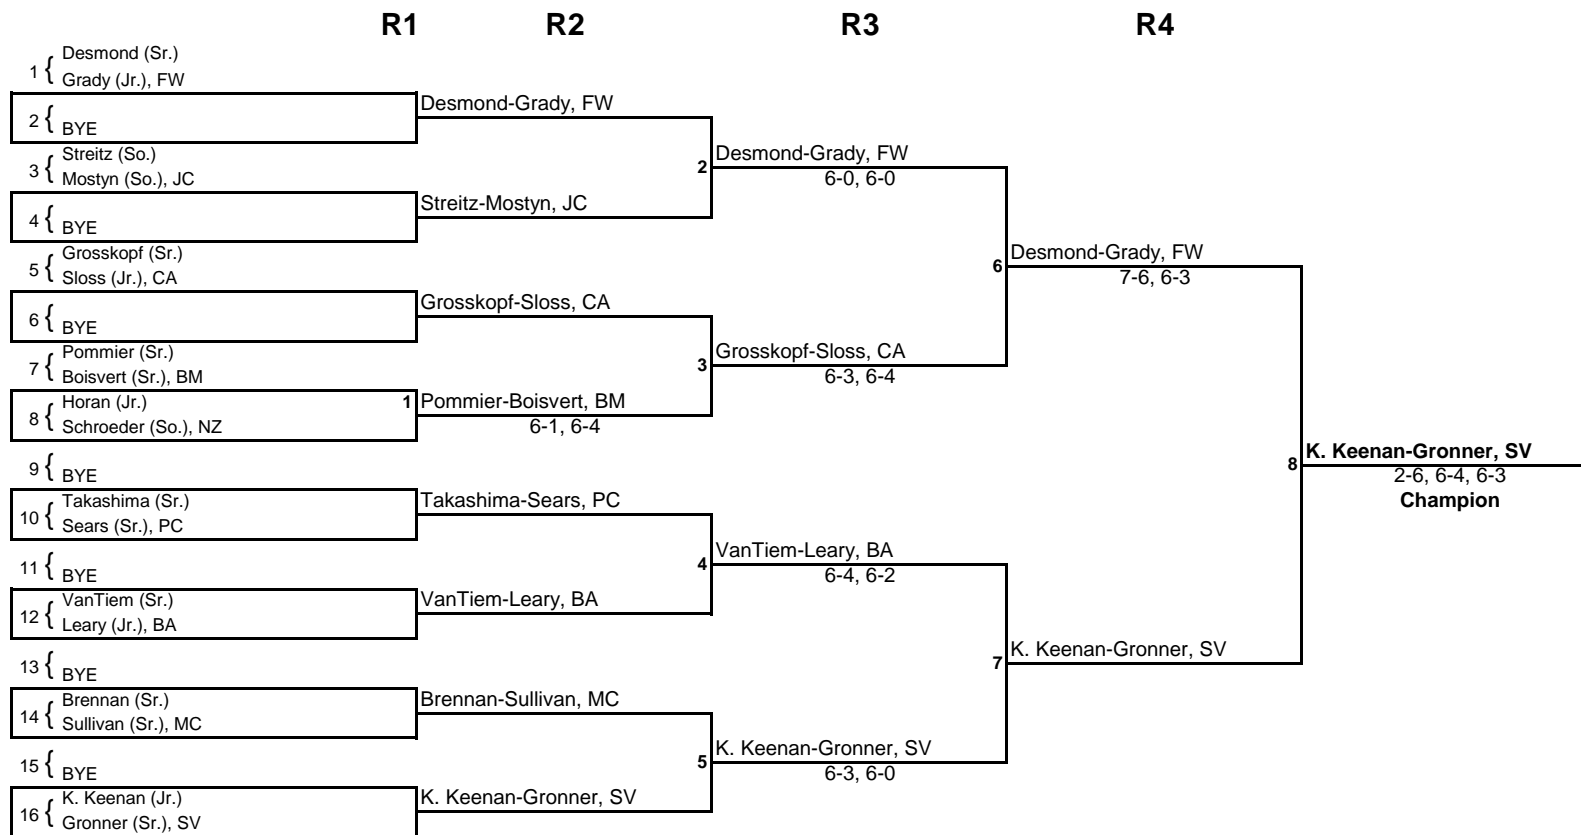 R1 R2 R3 R4
Desmond (Sr.)
1 {
Grady (Jr.), FW
Desmond-Grady, FW
2 { BYE
Streitz (So.)
3 {
Mostyn (So.), JC
2 Desmond-Grady, FW
6-0, 6-0
Streitz-Mostyn, JC
4 { BYE
Grosskopf (Sr.)
5 {
Sloss (Jr.), CA
6 Desmond-Grady, FW
7-6, 6-3
Grosskopf-Sloss, CA
6 { BYE
Pommier (Sr.)
7 {
Boisvert (Sr.), BM
3 Grosskopf-Sloss, CA
6-3, 6-4
Horan (Jr.)
8 {
Schroeder (So.), NZ
1 Pommier-Boisvert, BM
6-1, 6-4
9 { BYE
8 K. Keenan-Gronner, SV
2-6, 6-4, 6-3
Champion
Takashima (Sr.)
10 {
Sears (Sr.), PC
Takashima-Sears, PC
11 { BYE
4 VanTiem-Leary, BA
6-4, 6-2
VanTiem (Sr.)
12 {
Leary (Jr.), BA
VanTiem-Leary, BA
13 { BYE
7 K. Keenan-Gronner, SV
Brennan (Sr.)
14 {
Sullivan (Sr.), MC
Brennan-Sullivan, MC
15 { BYE
5 K. Keenan-Gronner, SV
6-3, 6-0
K. Keenan (Jr.)
16 {
Gronner (Sr.), SV
K. Keenan-Gronner, SV